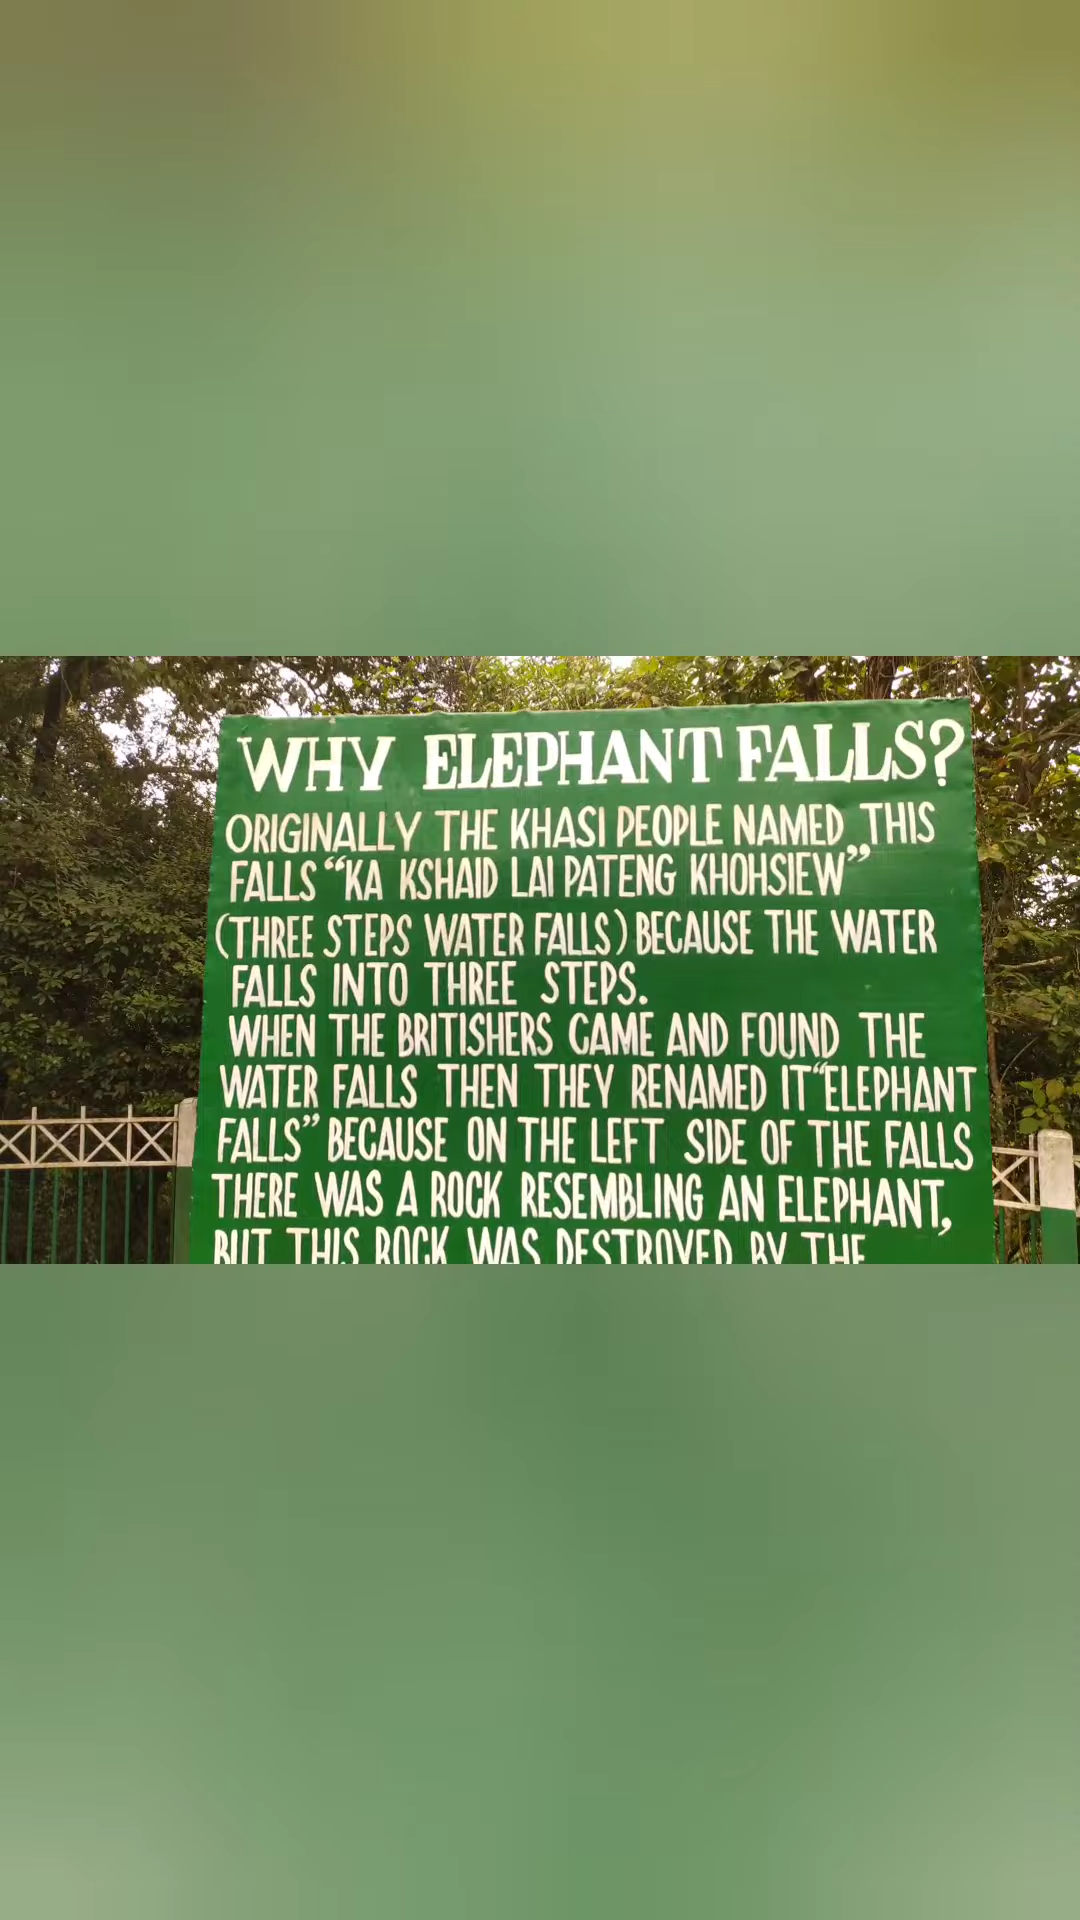 WHY ELEPHANT FALLS?
ORIGINALLY THE KHASI PEOPLE NAMED THIS
FALLS “KA KSHAID LAI PATENG KHOHSIEW”
(THREE STEPS WATER FALLS) BECAUSE THE WATER
FALLS INTO THREE STEPS.
WHEN THE BRITISHERS CAME AND FOUND THE
WATER FALLS THEN THEY RENAMED IT “ELEPHANT
FALLS” BECAUSE ON THE LEFT SIDE OF THE FALLS
THERE WAS A ROCK RESEMBLING AN ELEPHANT,
BUT THIS ROCK WAS DESTROYED BY THE